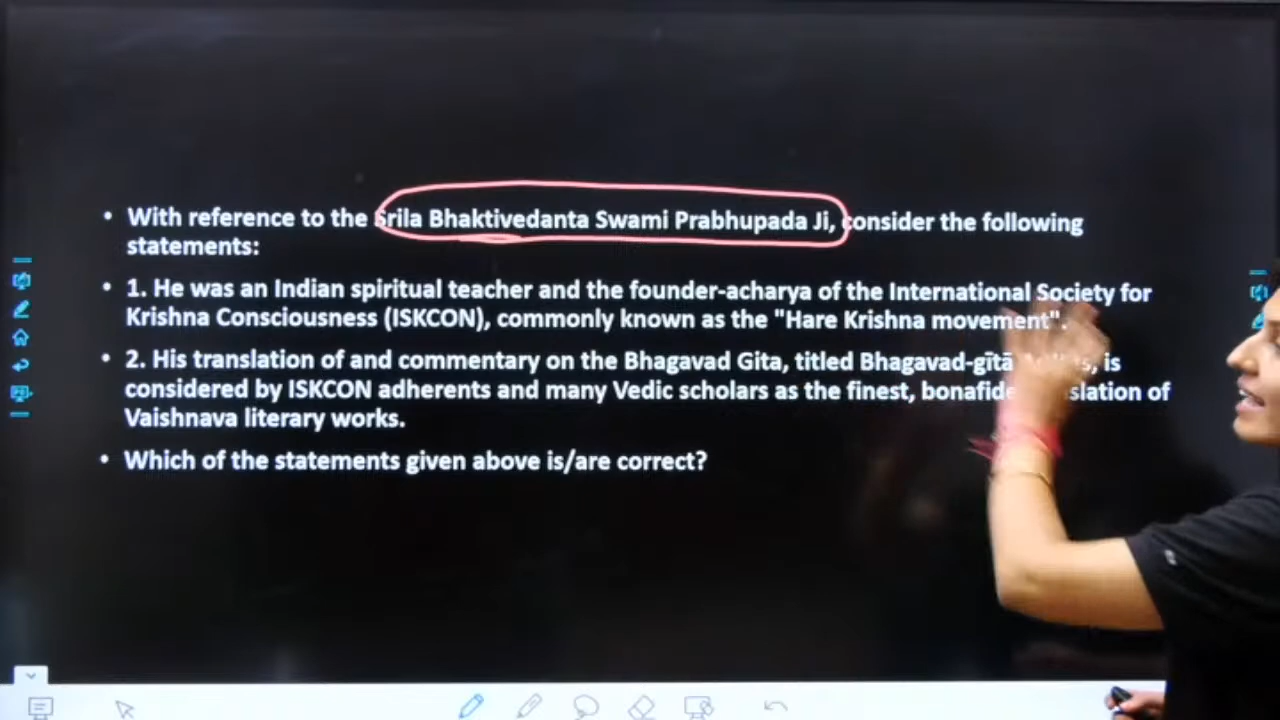 • With reference to the Srila Bhaktivedanta Swami Prabhupada Ji, consider the following
statements:
• 1. He was an Indian spiritual teacher and the founder-acharya of the International Society for
Krishna Consciousness (ISKCON), commonly known as the "Hare Krishna movement".
• 2. His translation of and commentary on the Bhagavad Gita, titled Bhagavad-gītā is
considered by ISKCON adherents and many Vedic scholars as the finest, bonafide of
Vaishnava literary works.
• Which of the statements given above is/are correct?